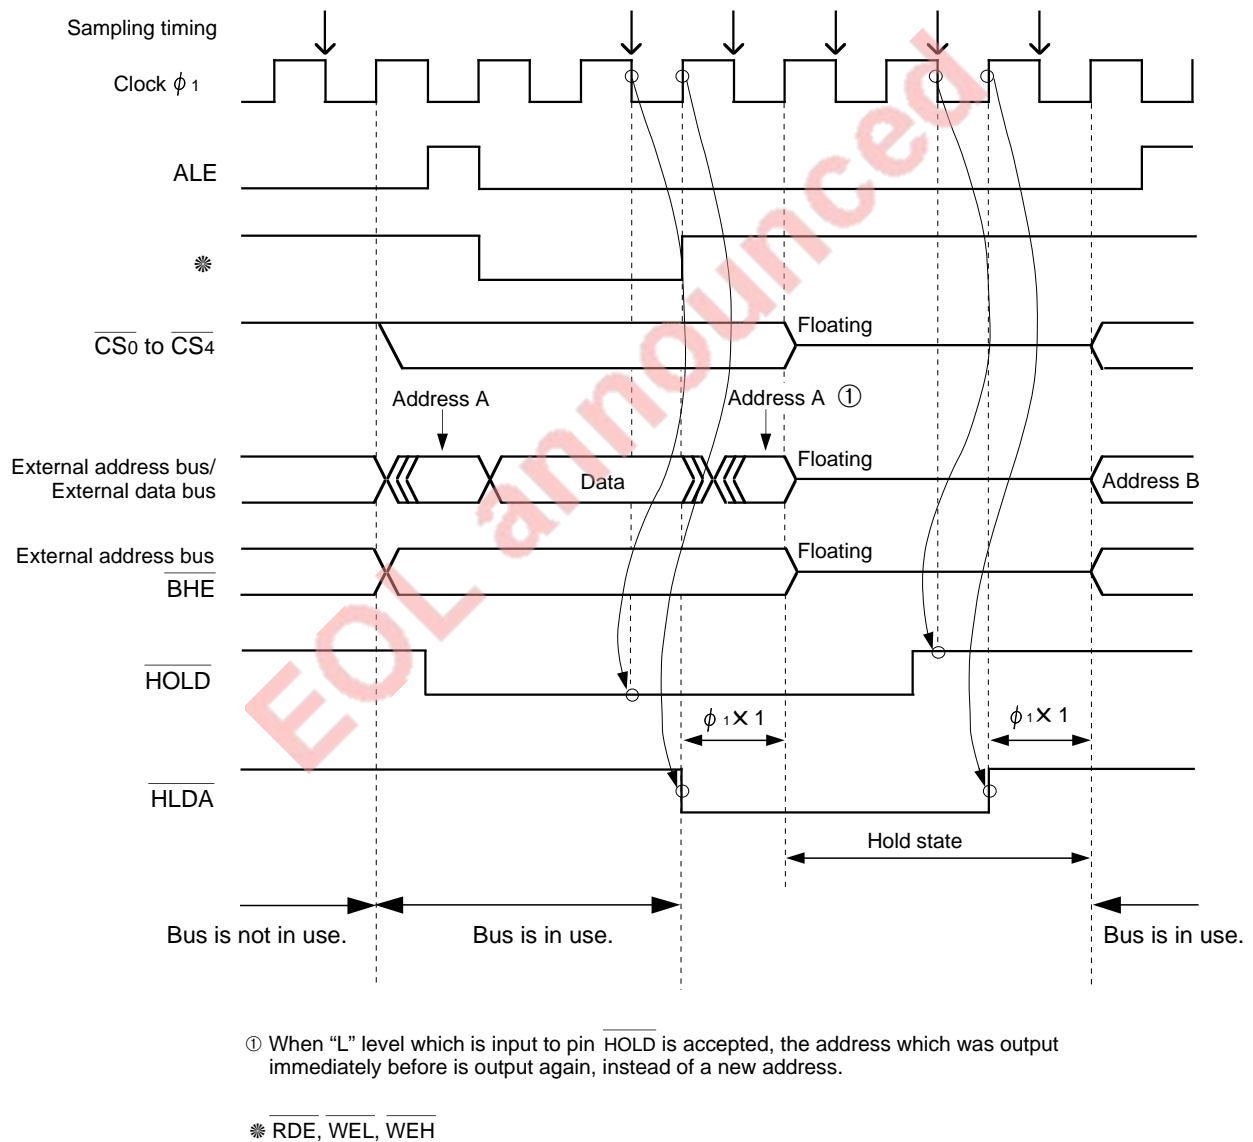 Sampling timing
Clock ϕ 1
ALE
❋
CS0 to CS4
Floating
Address A
Address A ①
External address bus/
External data bus
Data
Floating
Address B
External address bus
BHE
Floating
HOLD
ϕ 1 X 1
ϕ 1 X 1
HLDA
Hold state
Bus is not in use.
Bus is in use.
Bus is in use.
EOL announced
① When “L” level which is input to pin HOLD is accepted, the address which was output
immediately before is output again, instead of a new address.
❋ RDE, WEL, WEH